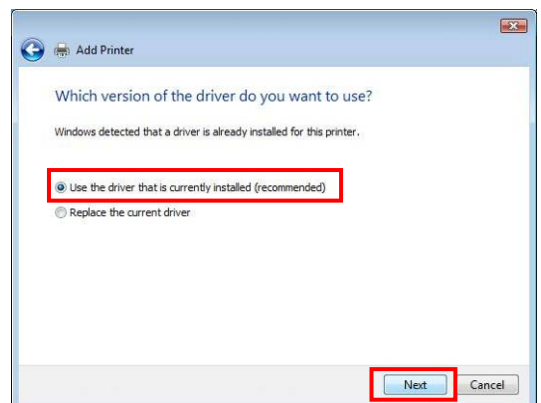 Add Printer
Which version of the driver do you want to use?
Windows detected that a driver is already installed for this printer.
Use the driver that is currently installed (recommended)
Replace the current driver
Next Cancel